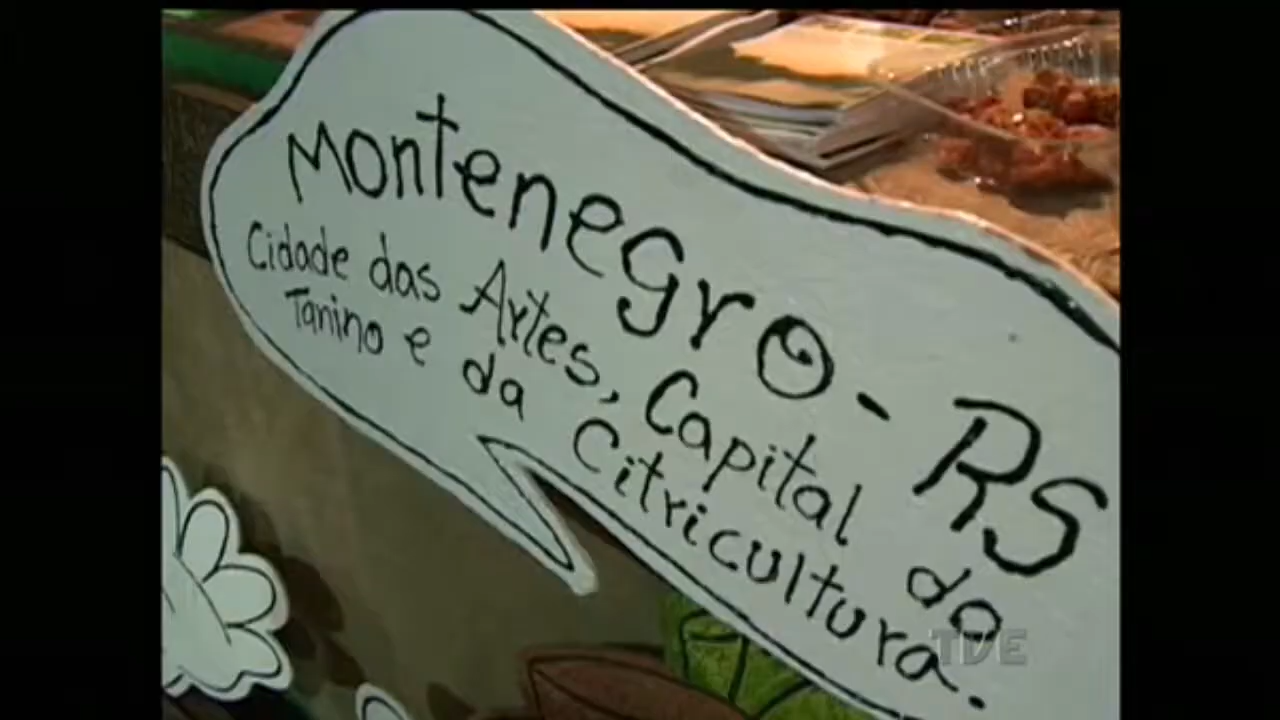 Montenegro - RS
Cidade das Artes, Capital do
Tanino e da Citricultura.
TVE